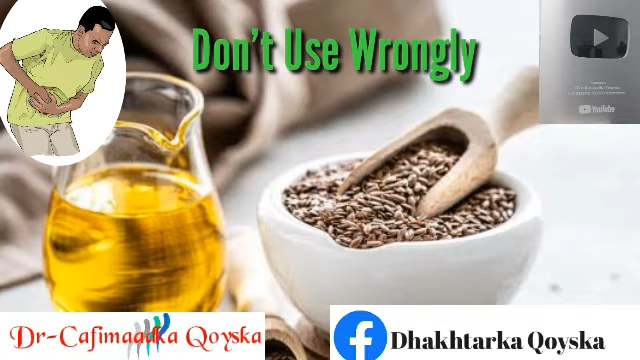 Don't Use Wrongly
YouTube
Dr-Cafimaadka Qoyska
Dhakhtarka Qoyska